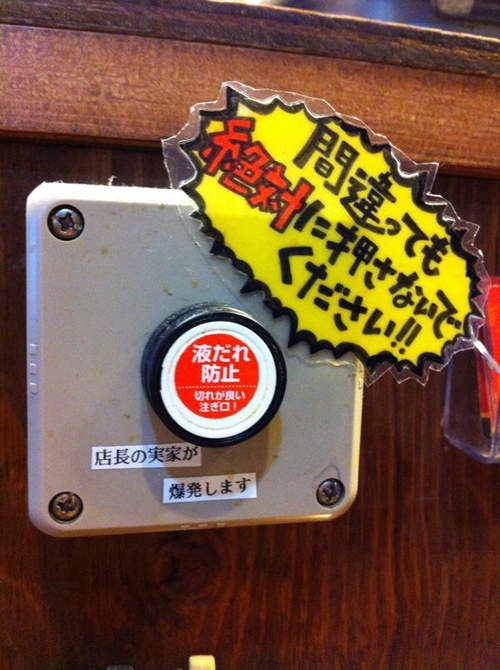 間違っても
絶対に押さないで
ください!!
液だれ
防止
切れが良い
注ぎ口！
店長の実家が
爆発します